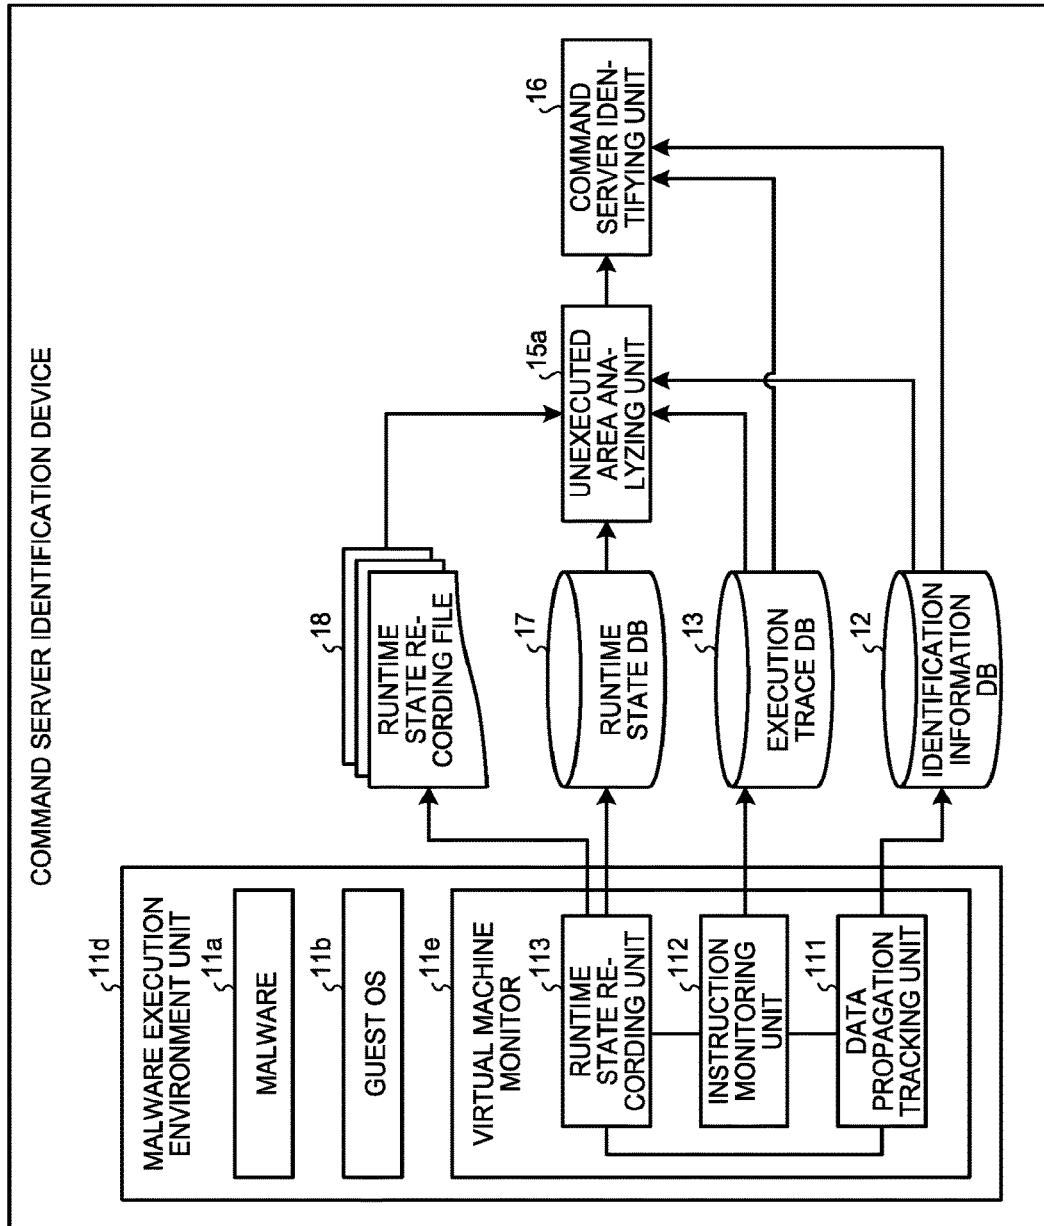 COMMAND SERVER IDENTIFICATION DEVICE
11d
MALWARE EXECUTION
ENVIRONMENT UNIT
11a
MALWARE
11b
GUEST OS
11e
VIRTUAL MACHINE
MONITOR
113
RUNTIME
STATE RE-
CORDING UNIT
112
INSTRUCTION
MONITORING
UNIT
111
DATA
PROPAGATION
TRACKING UNIT
18
RUNTIME
STATE RE-
CORDING FILE
17
RUNTIME
STATE DB
13
EXECUTION
TRACE DB
12
IDENTIFICATION
INFORMATION
DB
15a
UNEXECUTED
AREA ANA-
LYZING UNIT
16
COMMAND
SERVER IDEN-
TIFYING UNIT